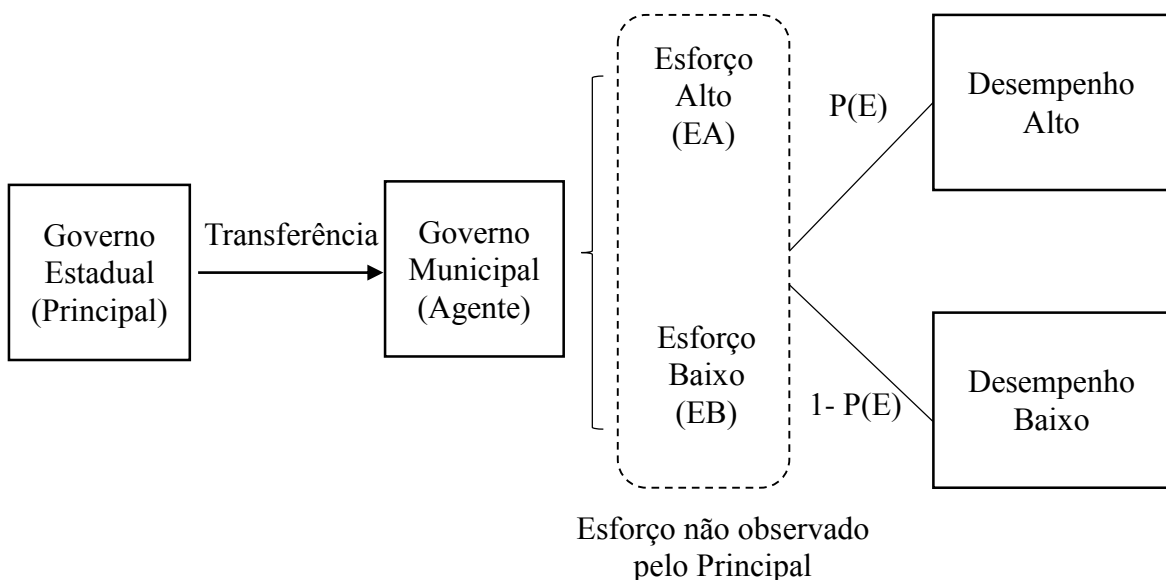 Governo
Estadual
(Principal)
Transferência
Governo
Municipal
(Agente)
Esforço
Alto
(EA)
Esforço
Baixo
(EB)
Esforço não observado
pelo Principal
P(E)
1- P(E)
Desempenho
Alto
Desempenho
Baixo